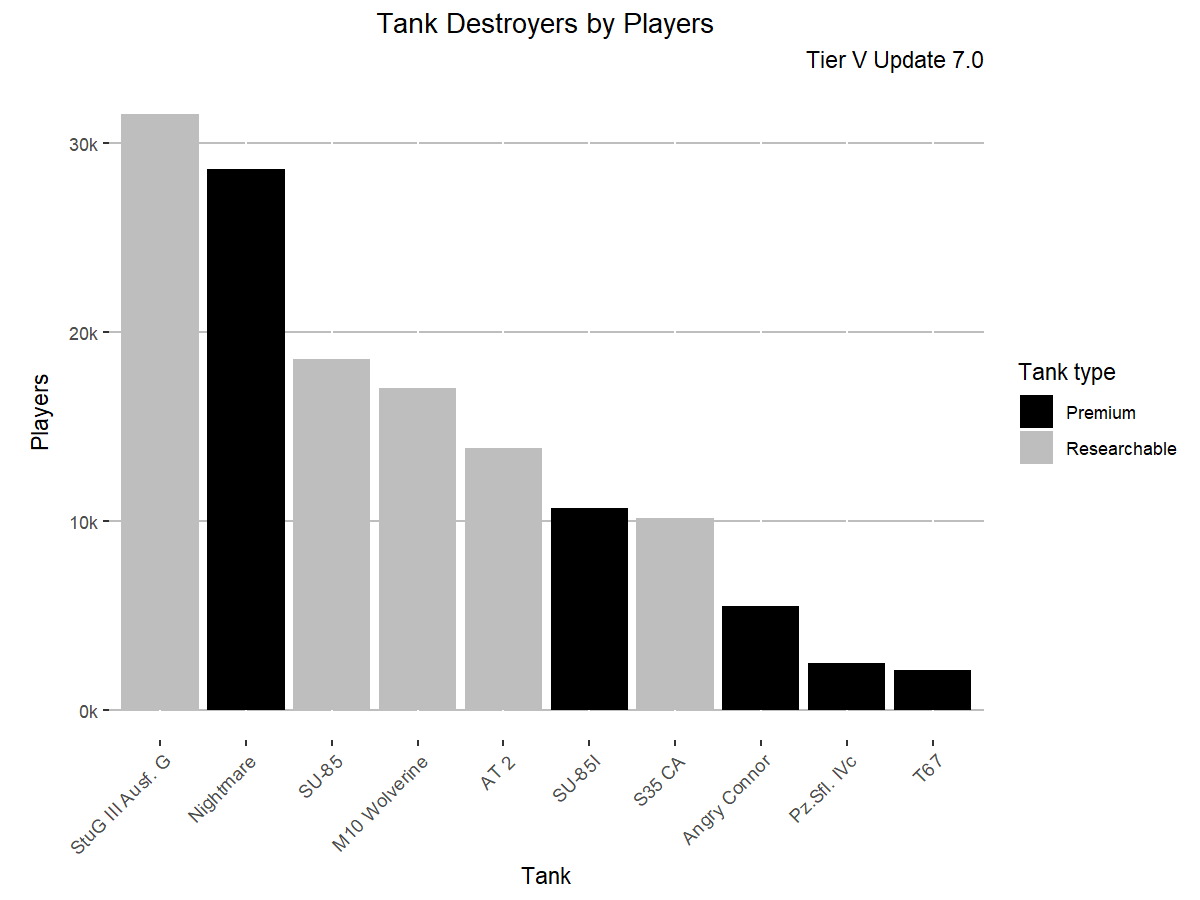 Tank Destroyers by Players
Tier V Update 7.0
Players
30k
20k
10k
0k
StuG III Ausf. G
Nightmare
SU-85
M10 Wolverine
AT 2
SU-85I
S35 CA
Angry Connor
Pz.Sfl. IVc
T67
Tank
Tank type
Premium
Researchable